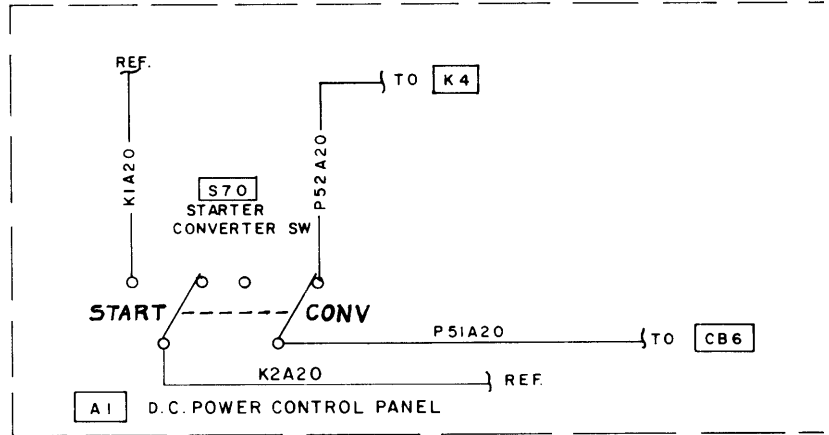 REF.
TO K4
K1A20
P52A20
S70
STARTER
CONVERTER SW
START
CONV
P51A20
TO CB6
K2A20
REF.
A1 D.C. POWER CONTROL PANEL